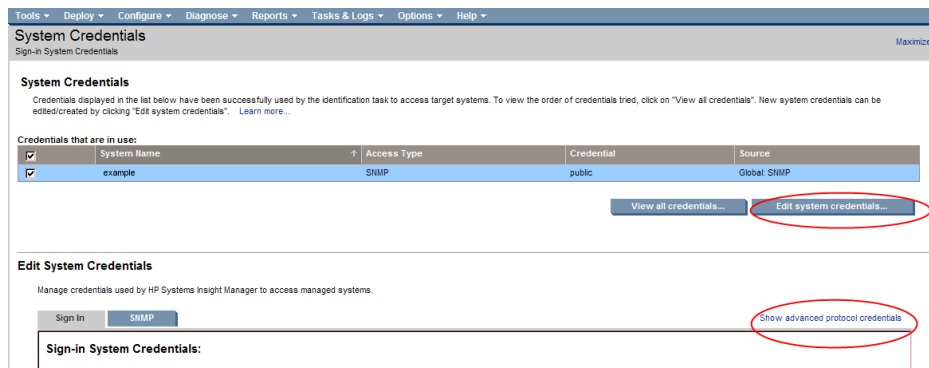 Tools Deploy Configure Diagnose Reports Tasks & Logs Options Help
System Credentials
Sign-in System Credentials
Maximize
System Credentials
Credentials displayed in the list below have been successfully used by the identification task to access target systems. To view the order of credentials tried, click on "View all credentials". New system credentials can be
edited/created by clicking "Edit system credentials". Learn more...
Credentials that are in use:
System Name ↑ Access Type Credential Source
example SNMP public Global: SNMP
View all credentials... Edit system credentials...
Edit System Credentials
Manage credentials used by HP Systems Insight Manager to access managed systems.
Sign In SNMP Show advanced protocol credentials
Sign-in System Credentials: